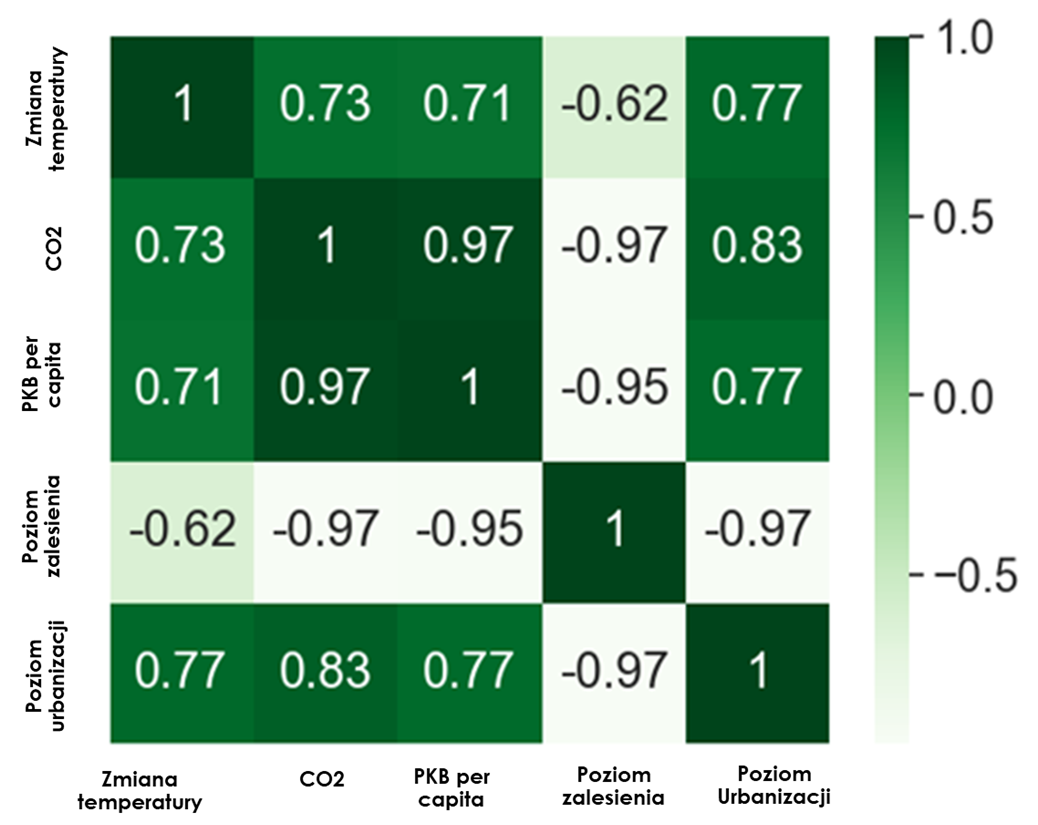 1.0
Zmiana
temperatury
1 0.73 0.71 -0.62 0.77
0.5
CO2
0.73 1 0.97 -0.97 0.83
PKB per
capita
0.71 0.97 1 -0.95 0.77
0.0
Poziom
zalesienia
-0.62 -0.97 -0.95 1 -0.97
−0.5
Poziom
urbanizacji
0.77 0.83 0.77 -0.97 1
Zmiana
temperatury
CO2
PKB per
capita
Poziom
zalesienia
Poziom
Urbanizacji